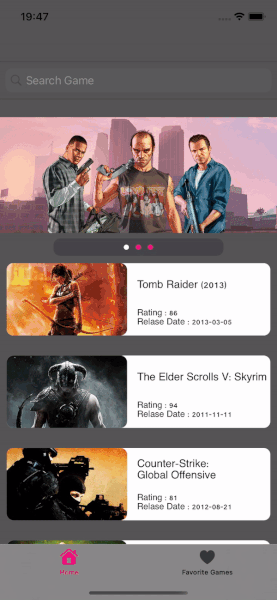 19:47
Search Game
Tomb Raider (2013)
Rating : 86
Relase Date : 2013-03-05
The Elder Scrolls V: Skyrim
Rating : 94
Relase Date : 2011-11-11
Counter-Strike:
Global Offensive
Rating : 81
Relase Date : 2012-08-21
Home
Favorite Games